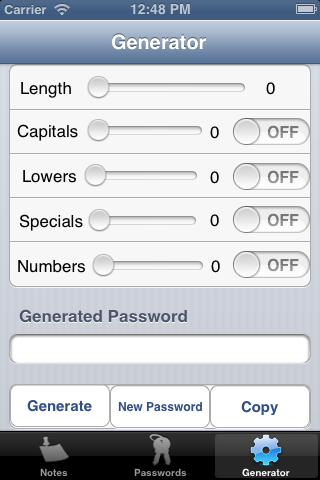 Carrier 12:48 PM
Generator
Length 0
Capitals 0 OFF
Lowers 0 OFF
Specials 0 OFF
Numbers 0 OFF
Generated Password
Generate New Password Copy
Notes Passwords Generator